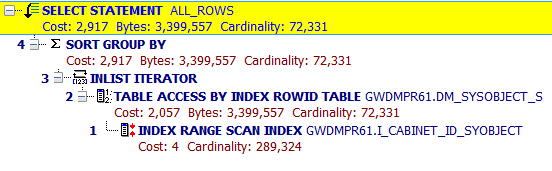 SELECT STATEMENT ALL_ROWS
Cost: 2,917 Bytes: 3,399,557 Cardinality: 72,331
4 Σ SORT GROUP BY
Cost: 2,917 Bytes: 3,399,557 Cardinality: 72,331
3 INLIST ITERATOR
2 TABLE ACCESS BY INDEX ROWID TABLE GWDMPR61.DM_SYSOBJECT_S
Cost: 2,057 Bytes: 3,399,557 Cardinality: 72,331
1 INDEX RANGE SCAN INDEX GWDMPR61.I_CABINET_ID_SYOBJECT
Cost: 4 Cardinality: 289,324